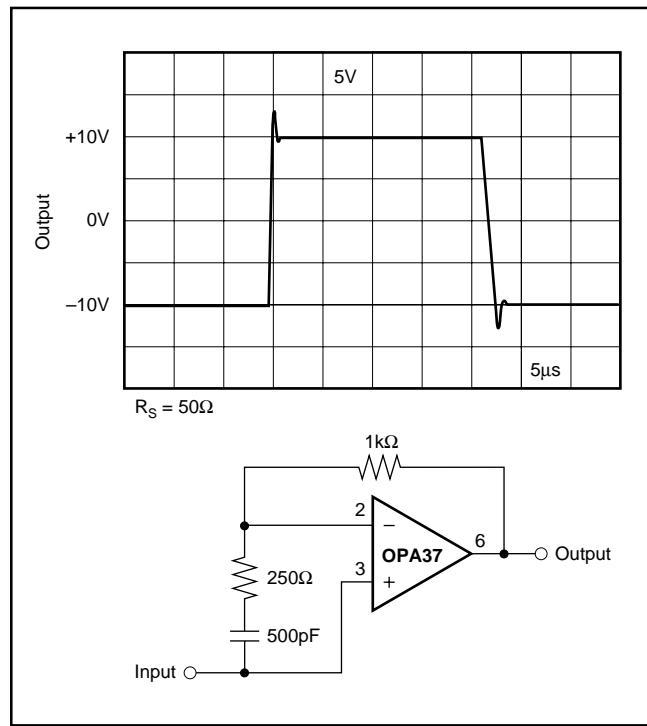 5V
+10V
Output
0V
–10V
5μs
R_S = 50Ω
1kΩ
2
–
OPA37
6
Output
3
+
250Ω
500pF
Input